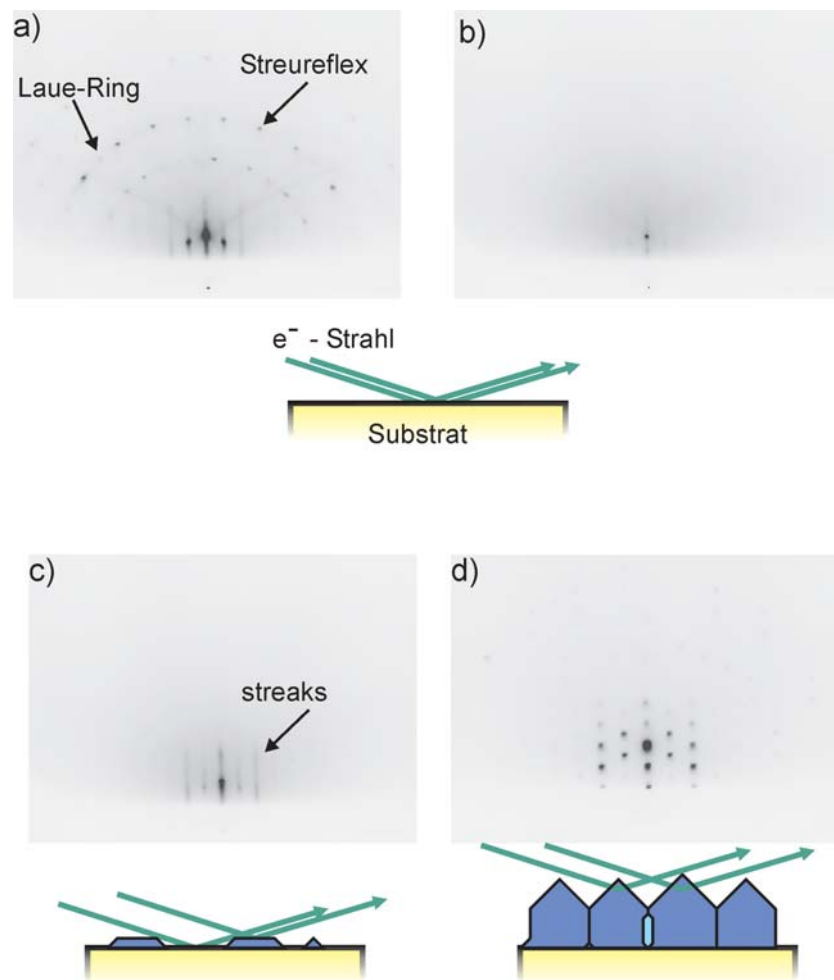 a)
b)
Streureflex
Laue-Ring
e⁻ - Strahl
Substrat
c)
d)
streaks